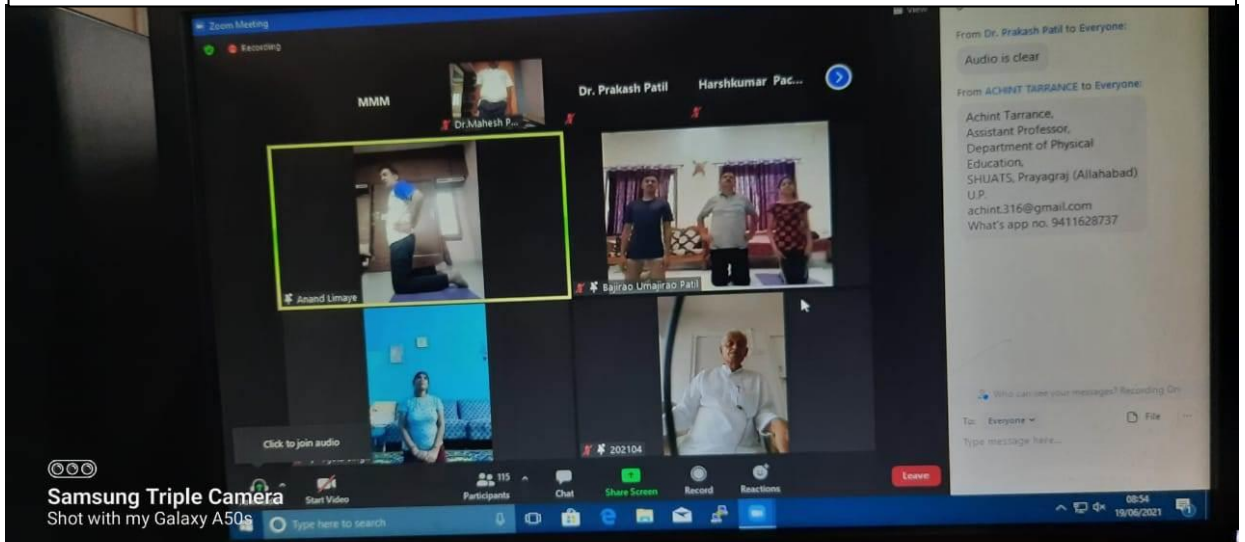 Zoom Meeting
View
Recording
MMM
Dr.Mahesh P...
Dr. Prakash Patil
Harshkumar Pac...
Anand Limaye
Bajirao Umajirao Patil
202104
Click to join audio
Start Video
115
Participants
Chat
Share Screen
Record
Reactions
Leave
From Dr. Prakash Patil to Everyone:
Audio is clear
From ACHINT TARRANCE to Everyone:
Achint Tarrance,
Assistant Professor,
Department of Physical
Education,
SHUATS, Prayagraj (Allahabad)
U.P.
achint.316@gmail.com
What's app no. 9411628737
Who can see your messages? Recording On
To: Everyone
File
Type message here...
Type here to search
08:54
19/06/2021
1
Samsung Triple Camera
Shot with my Galaxy A50s